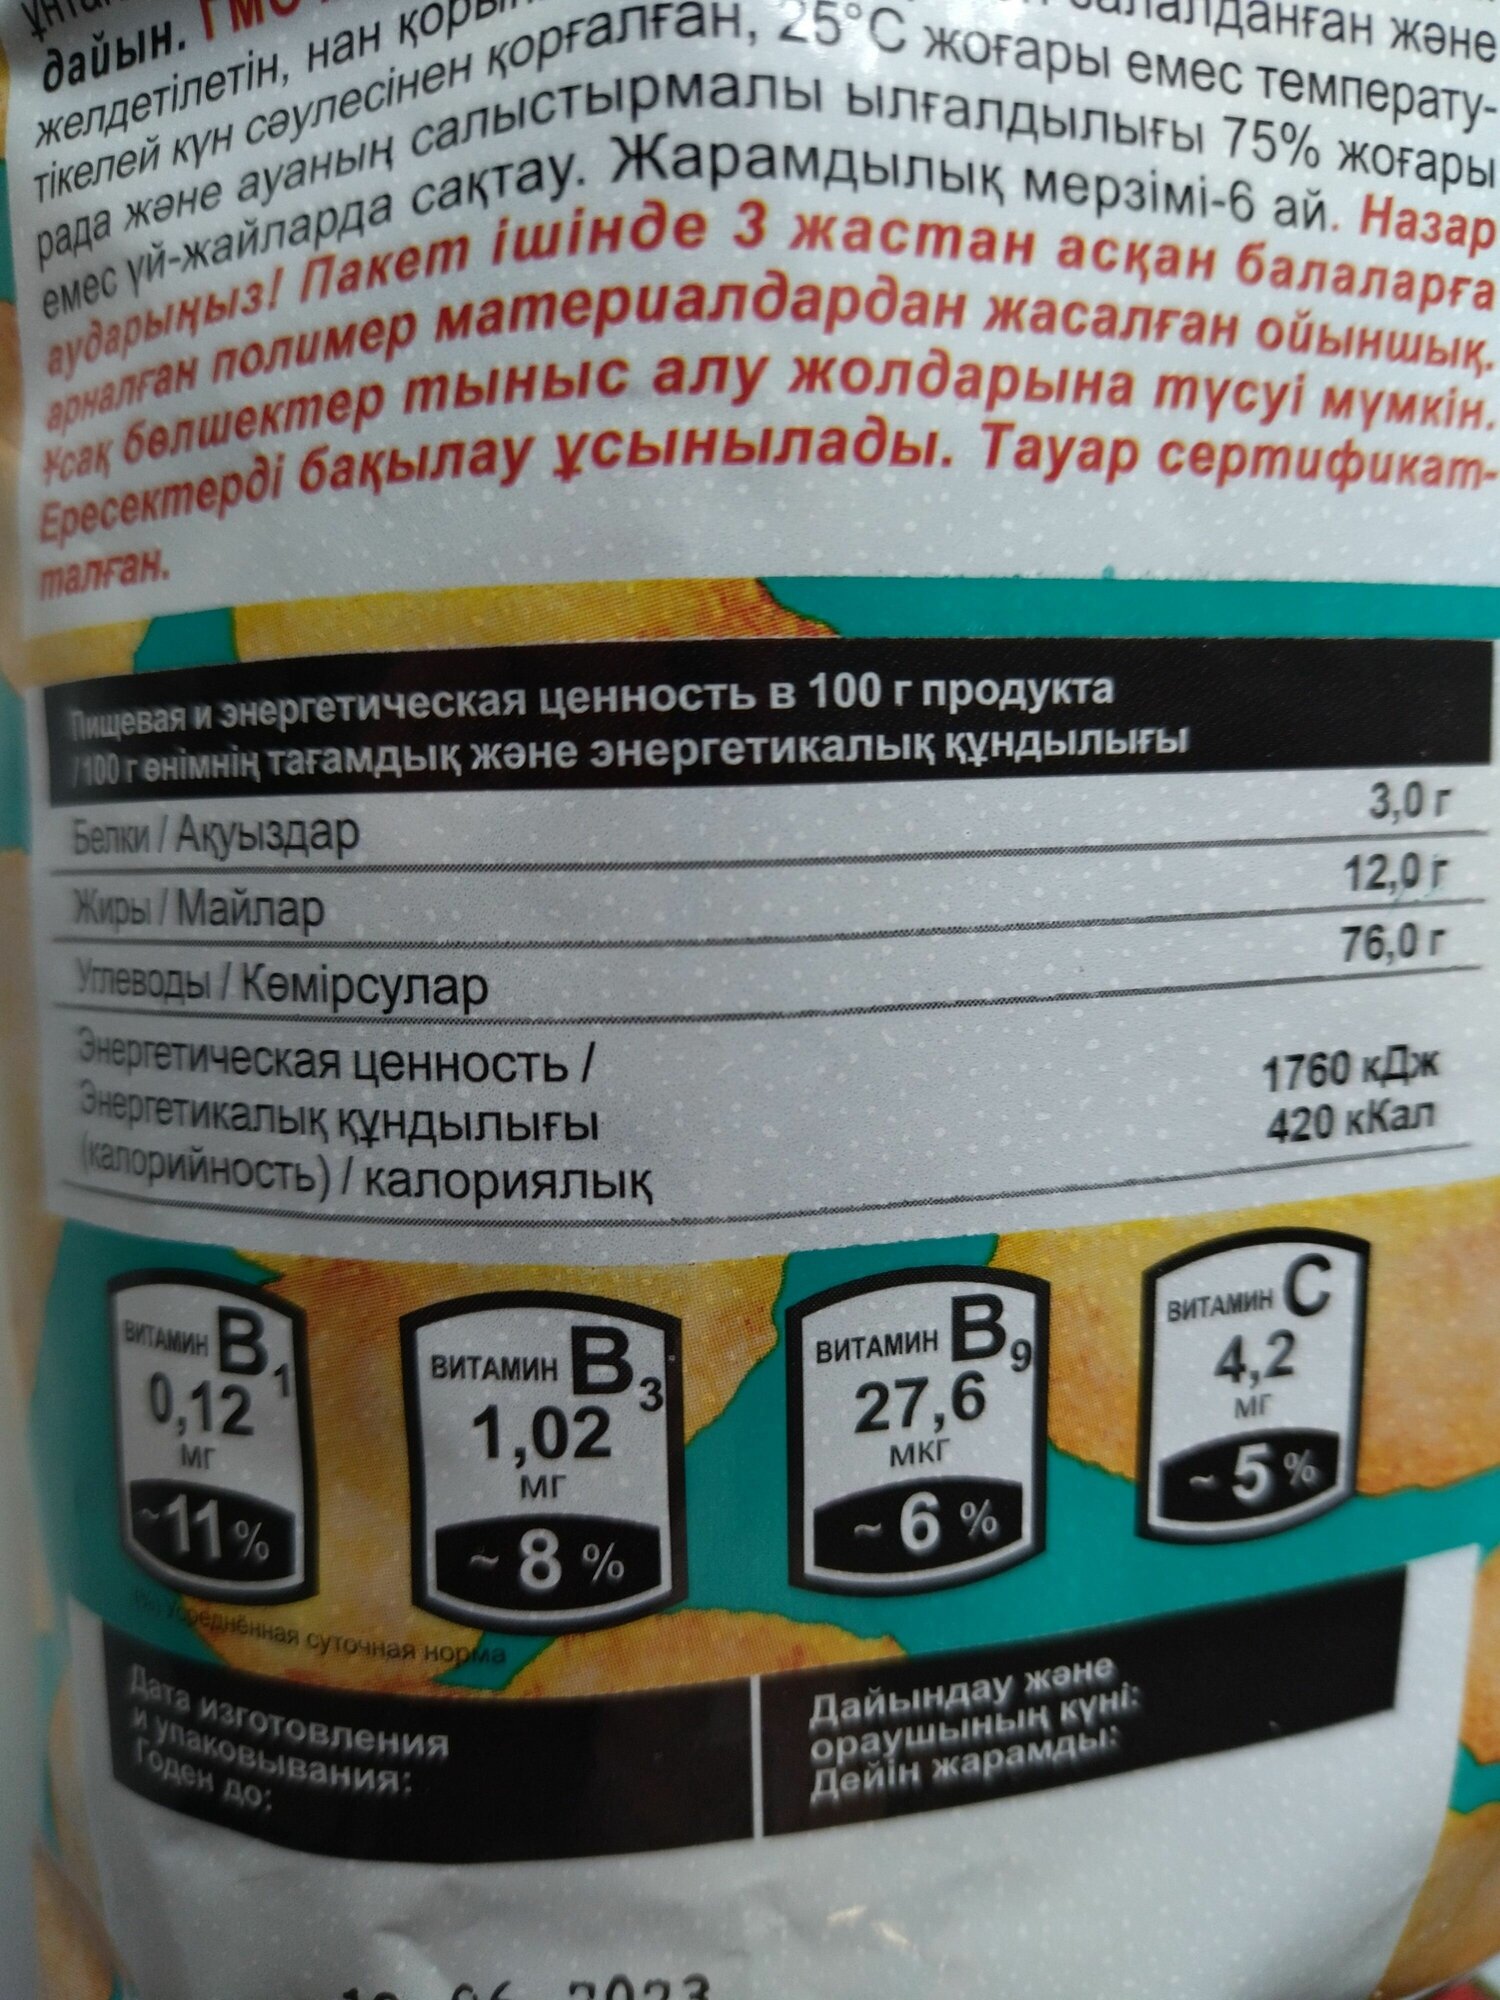 дайын. ГМО
желдетілетін, нан
залалданған және
тікелей күн сәулесінен қорғалған, 25°C жоғары емес температу-
рада және ауаның салыстырмалы ылғалдылығы 75% жоғары
емес үй-жайларда сақтау. Жарамдылық мерзімі-6 ай. Назар
аударыңыз! Пакет ішінде 3 жастан асқан балаларға
арналған полимер материалдардан жасалған ойыншық.
Ұсақ бөлшектер тыныс алу жолдарына түсуі мүмкін.
Ересектерді бақылау ұсынылады. Тауар сертификат-
талған.
Пищевая и энергетическая ценность в 100 г продукта
/100 г өнімнің тағамдық және энергетикалық құндылығы
Белки / Ақуыздар 3,0 г
Жиры / Майлар 12,0 г
Углеводы / Көмірсулар 76,0 г
Энергетическая ценность /
Энергетикалық құндылығы
(калорийность) / калориялық
1760 кДж
420 кКал
ВИТАМИН B1
0,12
МГ
~11%
ВИТАМИН B3
1,02
МГ
~ 8 %
ВИТАМИН B9
27,6
МКГ
~ 6 %
ВИТАМИН C
4,2
МГ
~ 5 %
Усреднённая суточная норма
Дата изготовления
и упаковывания:
Годен до:
Дайындау және
ораушының күні:
Дейін жарамды:
06 2023